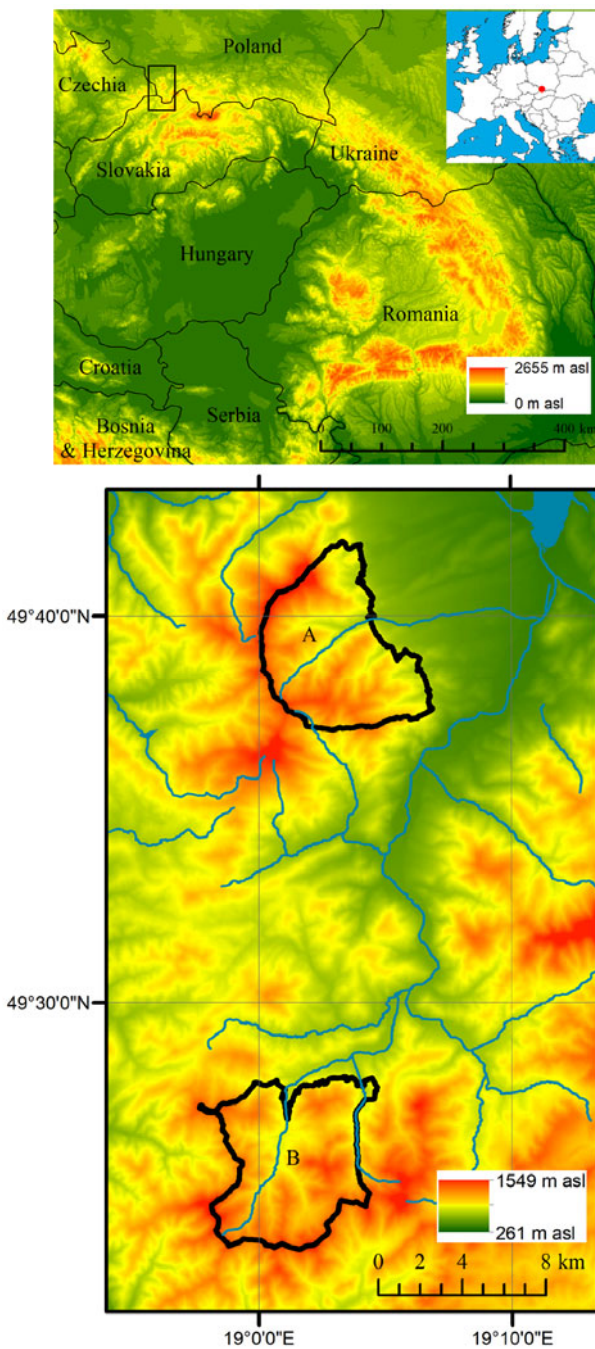 Poland
Czechia
Ukraine
Slovakia
Hungary
Romania
Croatia
Serbia
Bosnia
& Herzegovina
2655 m asl
0 m asl
0 100 200 400 km
49°40'0"N
A
49°30'0"N
B
1549 m asl
261 m asl
0 2 4 8 km
19°0'0"E 19°10'0"E